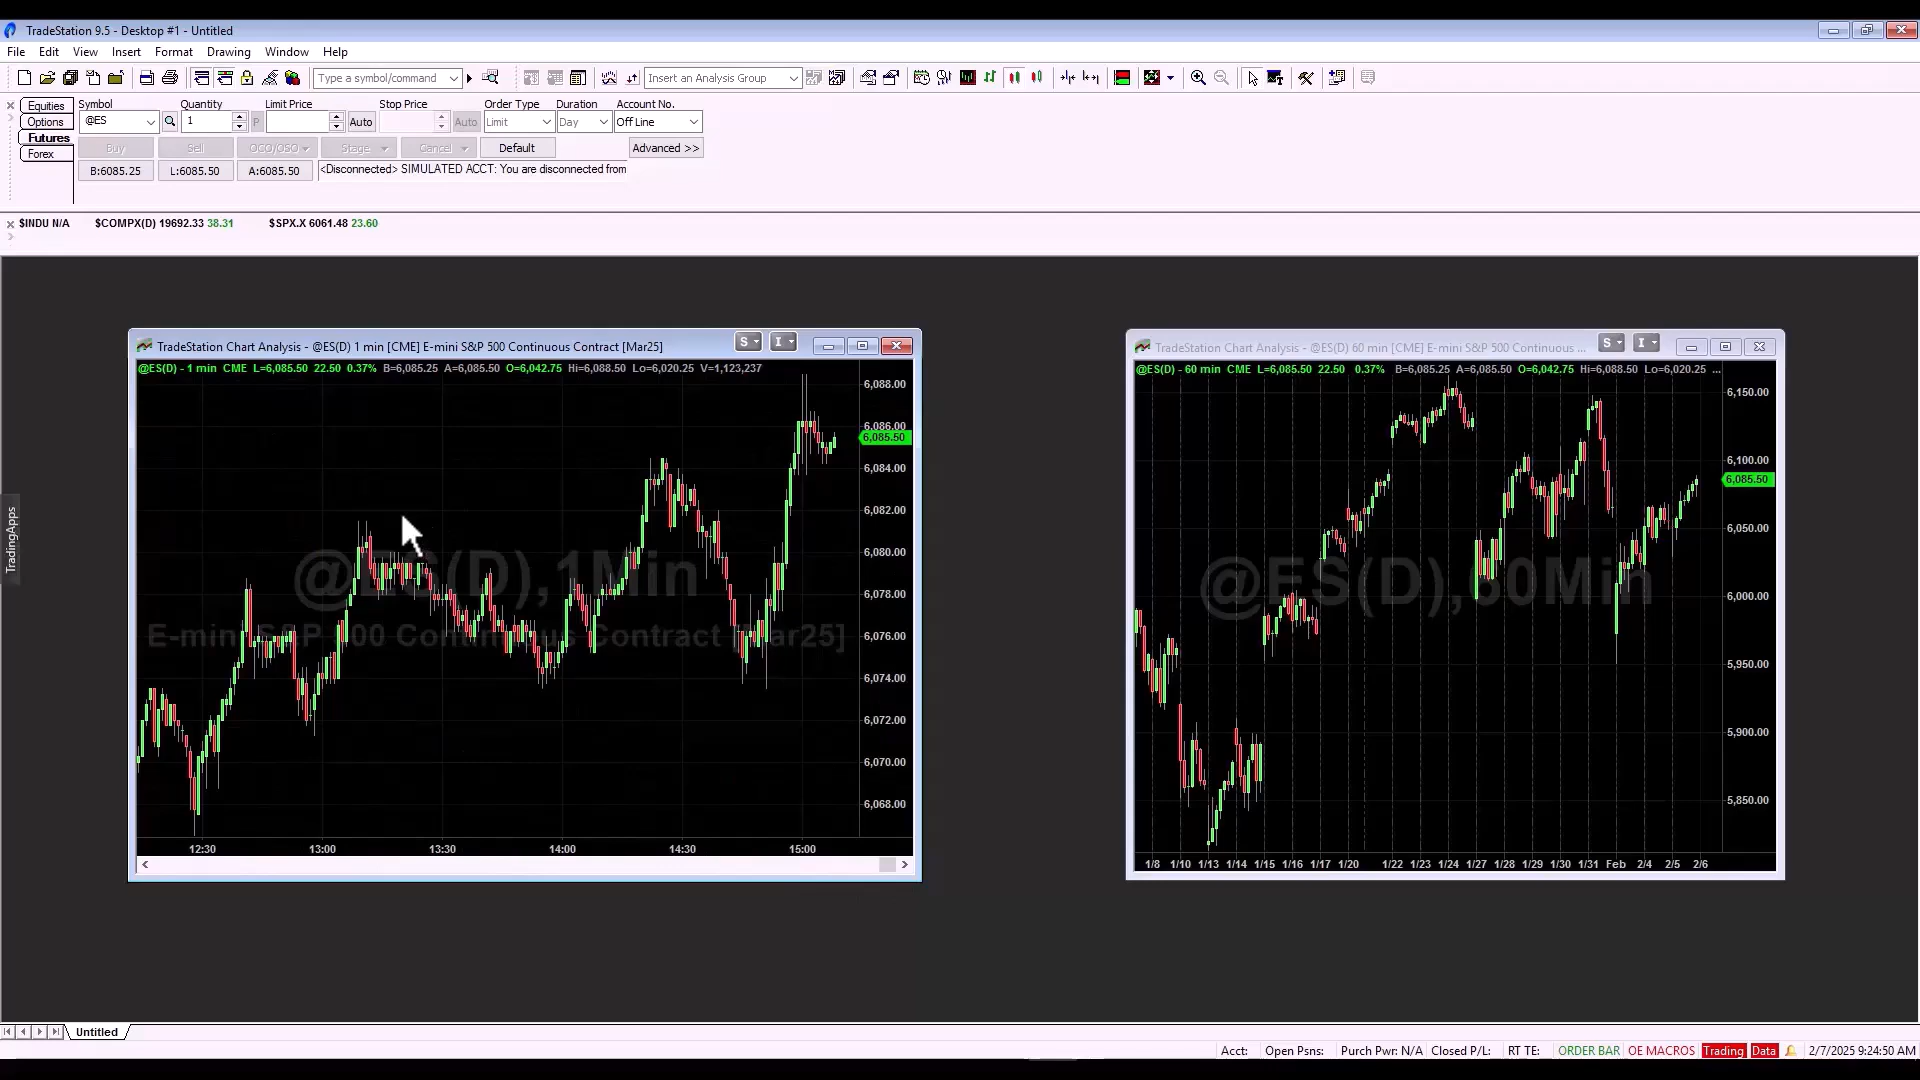 TradeStation 9.5 - Desktop #1 - Untitled
File Edit View Insert Format Drawing Window Help
Type a symbol/command Insert an Analysis Group
Equities Symbol Quantity Limit Price Stop Price Order Type Duration Account No.
Options @ES 1 P Auto Auto Limit Day Off Line
Futures Buy Sell OCO/OSO Stage Cancel Default Advanced >>
Forex
B:6085.25 L:6085.50 A:6085.50 <Disconnected> SIMULATED ACCT: You are disconnected from
$INDU N/A $COMPX(D) 19692.33 38.31 $SPX.X 6061.48 23.60
TradingApps
TradeStation Chart Analysis - @ES(D) 1 min [CME] E-mini S&P 500 Continuous Contract [Mar25] S I
@ES(D) - 1 min CME L=6,085.50 22.50 0.37% B=6,085.25 A=6,085.50 O=6,042.75 Hi=6,088.50 Lo=6,020.25 V=1,123,237
6,088.00
6,086.00
6,085.50
6,084.00
6,082.00
6,080.00
6,078.00
6,076.00
6,074.00
6,072.00
6,070.00
6,068.00
@ES(D),1Min
E-mini S&P 500 Continuous Contract [Mar25]
12:30 13:00 13:30 14:00 14:30 15:00
TradeStation Chart Analysis - @ES(D) 60 min [CME] E-mini S&P 500 Continuous ... S I
@ES(D) - 60 min CME L=6,085.50 22.50 0.37% B=6,085.25 A=6,085.50 O=6,042.75 Hi=6,088.50 Lo=6,020.25 ...
6,150.00
6,100.00
6,085.50
6,050.00
6,000.00
5,950.00
5,900.00
5,850.00
@ES(D),60Min
1/8 1/10 1/13 1/14 1/15 1/16 1/17 1/20 1/22 1/23 1/24 1/27 1/28 1/29 1/30 1/31 Feb 2/4 2/5 2/6
Untitled
Acct: Open Psns: Purch Pwr: N/A Closed P/L: RT TE: ORDER BAR OE MACROS Trading Data 2/7/2025 9:24:50 AM